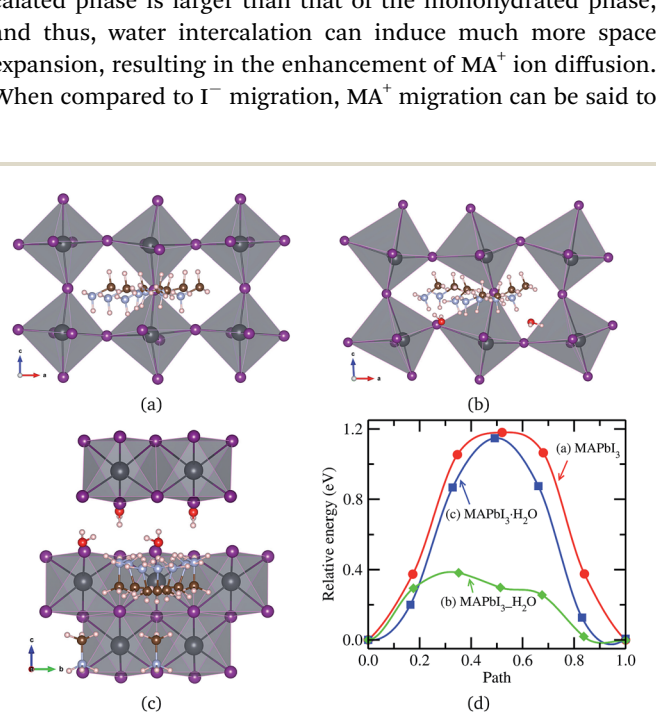 calated phase is larger than that of the monohydrated phase,
and thus, water intercalation can induce much more space
expansion, resulting in the enhancement of MA⁺ ion diffusion.
When compared to I⁻ migration, MA⁺ migration can be said to
c
a
(a)
c
a
(b)
c
b
(c)
Relative energy (eV)
1.2
0.8
0.4
0.0
(a) MAPbI₃
(c) MAPbI₃·H₂O
(b) MAPbI₃_H₂O
0.0 0.2 0.4 0.6 0.8 1.0
Path
(d)